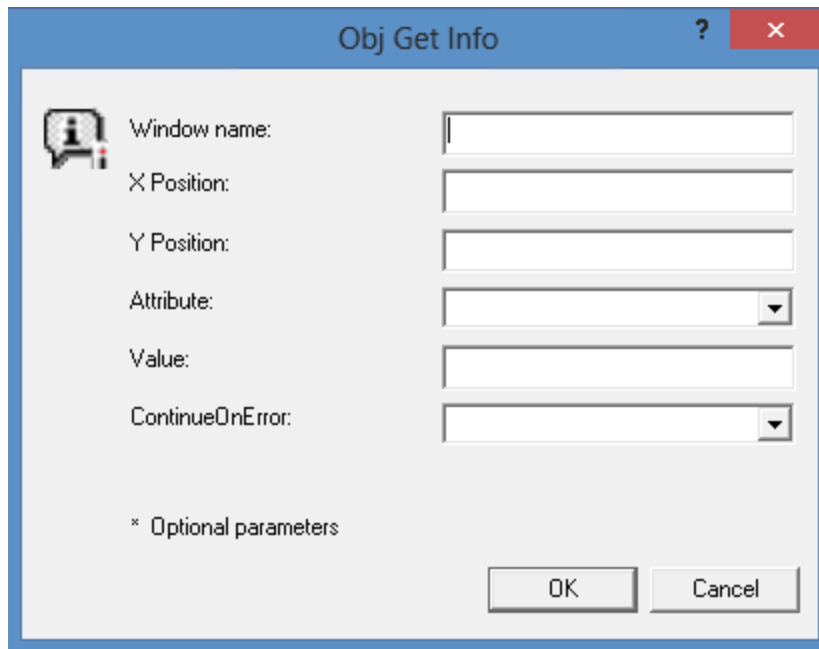 Obj Get Info ?
Window name:
X Position:
Y Position:
Attribute:
Value:
ContinueOnError:
* Optional parameters
OK Cancel